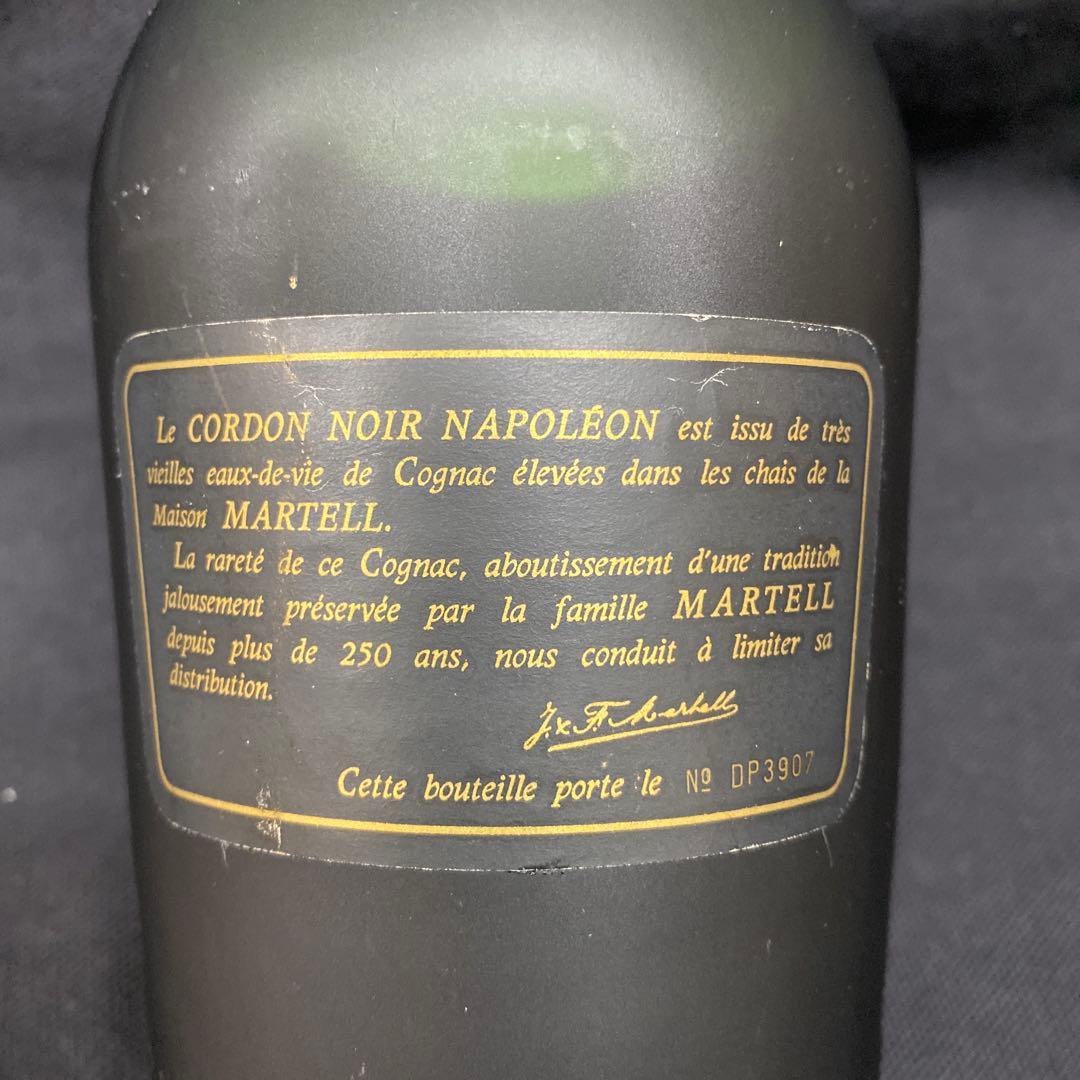 Le CORDON NOIR NAPOLÉON est issu de très
vieilles eaux-de-vie de Cognac élevées dans les chais de la
Maison MARTELL.
La rareté de ce Cognac, aboutissement d'une tradition
jalousement préservée par la famille MARTELL
depuis plus de 250 ans, nous conduit à limiter sa
distribution.
J. & F. Martell
Cette bouteille porte le Nº DP3907